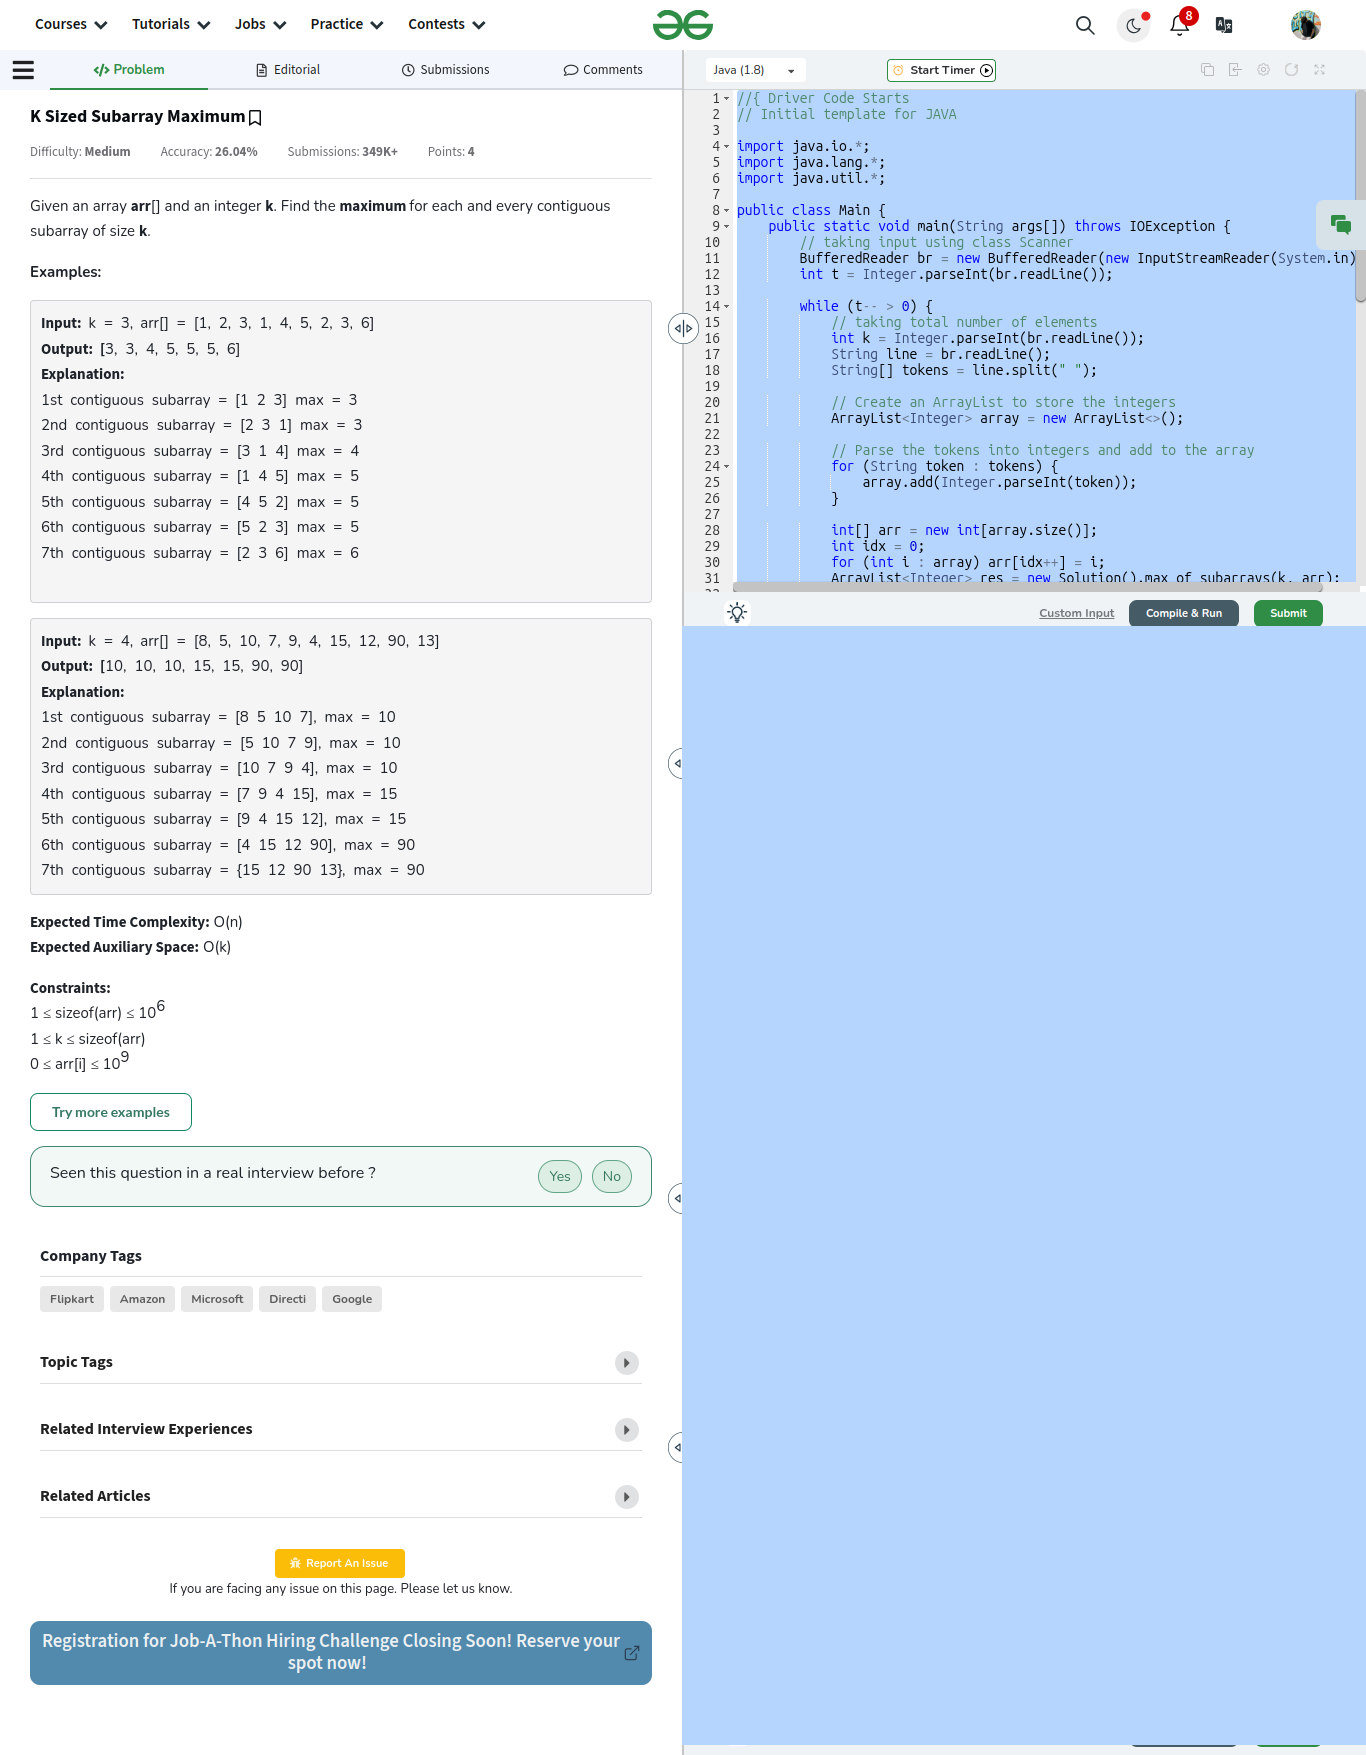 Courses Tutorials Jobs Practice Contests
8
Problem Editorial Submissions Comments
K Sized Subarray Maximum
Difficulty: Medium Accuracy: 26.04% Submissions: 349K+ Points: 4
Given an array arr[] and an integer k. Find the maximum for each and every contiguous
subarray of size k.
Examples:
Input: k = 3, arr[] = [1, 2, 3, 1, 4, 5, 2, 3, 6]
Output: [3, 3, 4, 5, 5, 5, 6]
Explanation:
1st contiguous subarray = [1 2 3] max = 3
2nd contiguous subarray = [2 3 1] max = 3
3rd contiguous subarray = [3 1 4] max = 4
4th contiguous subarray = [1 4 5] max = 5
5th contiguous subarray = [4 5 2] max = 5
6th contiguous subarray = [5 2 3] max = 5
7th contiguous subarray = [2 3 6] max = 6
Input: k = 4, arr[] = [8, 5, 10, 7, 9, 4, 15, 12, 90, 13]
Output: [10, 10, 10, 15, 15, 90, 90]
Explanation:
1st contiguous subarray = [8 5 10 7], max = 10
2nd contiguous subarray = [5 10 7 9], max = 10
3rd contiguous subarray = [10 7 9 4], max = 10
4th contiguous subarray = [7 9 4 15], max = 15
5th contiguous subarray = [9 4 15 12], max = 15
6th contiguous subarray = [4 15 12 90], max = 90
7th contiguous subarray = {15 12 90 13}, max = 90
Expected Time Complexity: O(n)
Expected Auxiliary Space: O(k)
Constraints:
1 ≤ sizeof(arr) ≤ 10⁶
1 ≤ k ≤ sizeof(arr)
0 ≤ arr[i] ≤ 10⁹
Try more examples
Seen this question in a real interview before ? Yes No
Company Tags
Flipkart Amazon Microsoft Directi Google
Topic Tags
Related Interview Experiences
Related Articles
Report An Issue
If you are facing any issue on this page. Please let us know.
Registration for Job-A-Thon Hiring Challenge Closing Soon! Reserve your
spot now!
Java (1.8) Start Timer
1 //{ Driver Code Starts
2 // Initial template for JAVA
3
4 import java.io.*;
5 import java.lang.*;
6 import java.util.*;
7
8 public class Main {
9 public static void main(String args[]) throws IOException {
10 // taking input using class Scanner
11 BufferedReader br = new BufferedReader(new InputStreamReader(System.in)
12 int t = Integer.parseInt(br.readLine());
13
14 while (t-- > 0) {
15 // taking total number of elements
16 int k = Integer.parseInt(br.readLine());
17 String line = br.readLine();
18 String[] tokens = line.split(" ");
19
20 // Create an ArrayList to store the integers
21 ArrayList<Integer> array = new ArrayList<>();
22
23 // Parse the tokens into integers and add to the array
24 for (String token : tokens) {
25 array.add(Integer.parseInt(token));
26 }
27
28 int[] arr = new int[array.size()];
29 int idx = 0;
30 for (int i : array) arr[idx++] = i;
31 ArrayList<Integer> res = new Solution().max_of_subarrays(k, arr);
Custom Input Compile & Run Submit